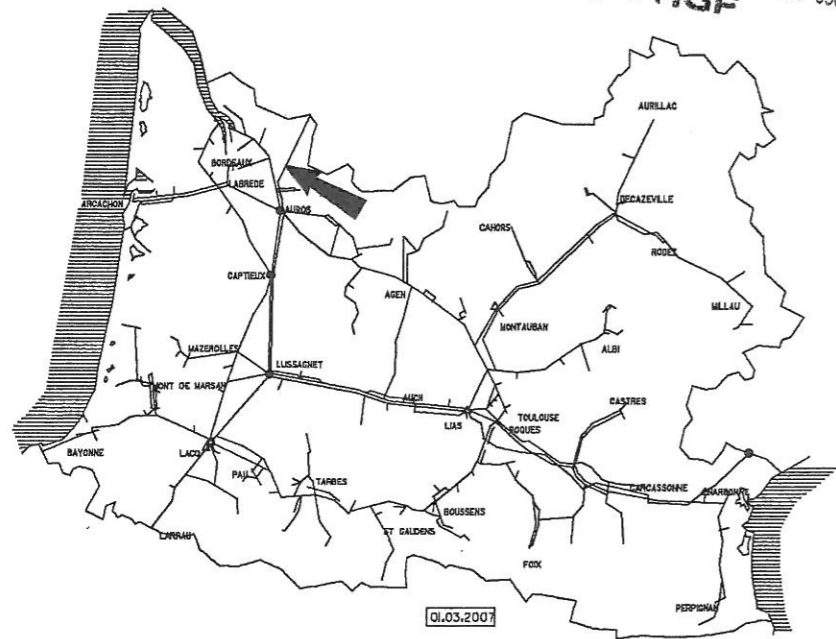 AURILLAC
BORDEAUX
LABREDE
ARCACHON
AUROS
DECAZEVILLE
CAHORS
RODEZ
CAPTIEUX
AGEN
MILLAU
MONTAUBAN
MAZEROLLES
ALBI
LUSSAGNET
MONT DE MARSAN
AUCH
CASTRES
LIAS
TOULOUSE
ROQUES
BAYONNE
LACQ
PAU
TARBES
CARCASSONNE
BOUSSENS
LARRAU
ST GAUDENS
FOIX
PERPIGNAN
01.03.2007